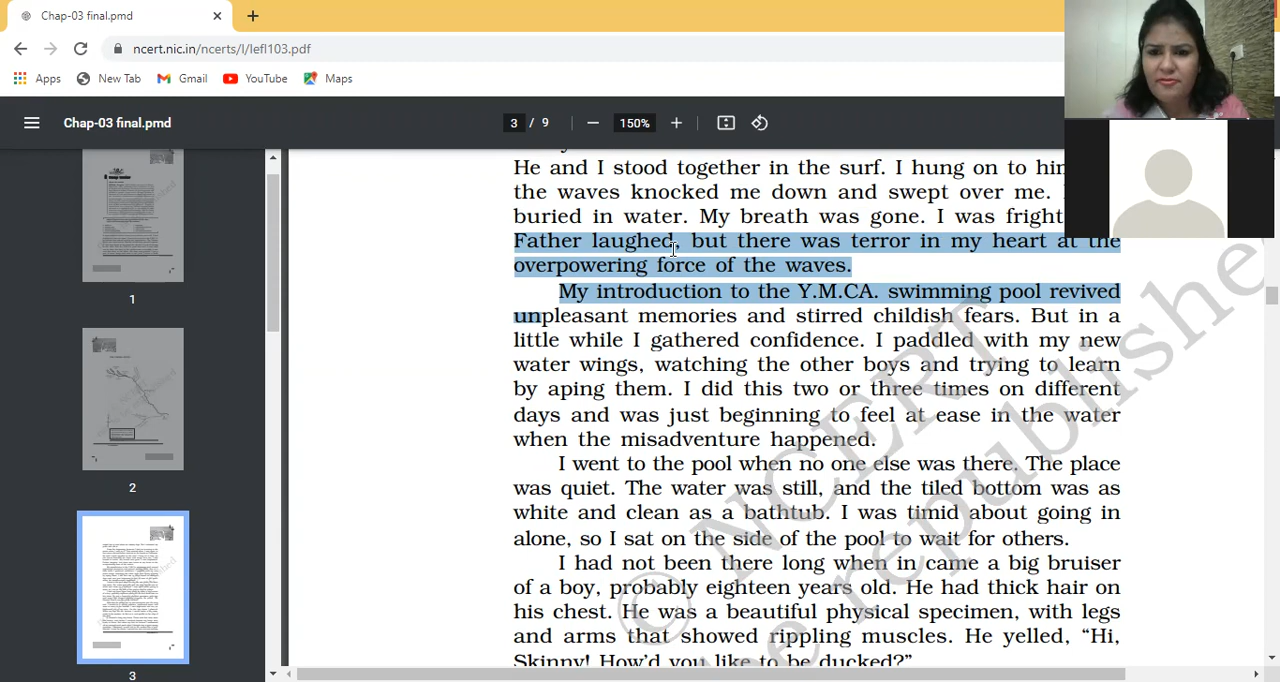 Chap-03 final.pmd
ncert.nic.in/ncerts/l/lefl103.pdf
Apps New Tab Gmail YouTube Maps
Chap-03 final.pmd 3 / 9 150%
He and I stood together in the surf. I hung on to
the waves knocked me down and swept over me.
buried in water. My breath was gone. I was
Father laughed, but there was terror in my heart at the
overpowering force of the waves.
My introduction to the Y.M.CA. swimming pool revived
unpleasant memories and stirred childish fears. But in a
little while I gathered confidence. I paddled with my new
water wings, watching the other boys and trying to learn
by aping them. I did this two or three times on different
days and was just beginning to feel at ease in the water
when the misadventure happened.
I went to the pool when no one else was there. The place
was quiet. The water was still, and the tiled bottom was as
white and clean as a bathtub. I was timid about going in
alone, so I sat on the side of the pool to wait for others.
I had not been there long when in came a big bruiser
of a boy, probably eighteen years old. He had thick hair on
his chest. He was a beautiful physical specimen, with legs
and arms that showed rippling muscles. He yelled, “Hi,
Skinny! How'd you like to be ducked?”
1
2
3
© NCERT